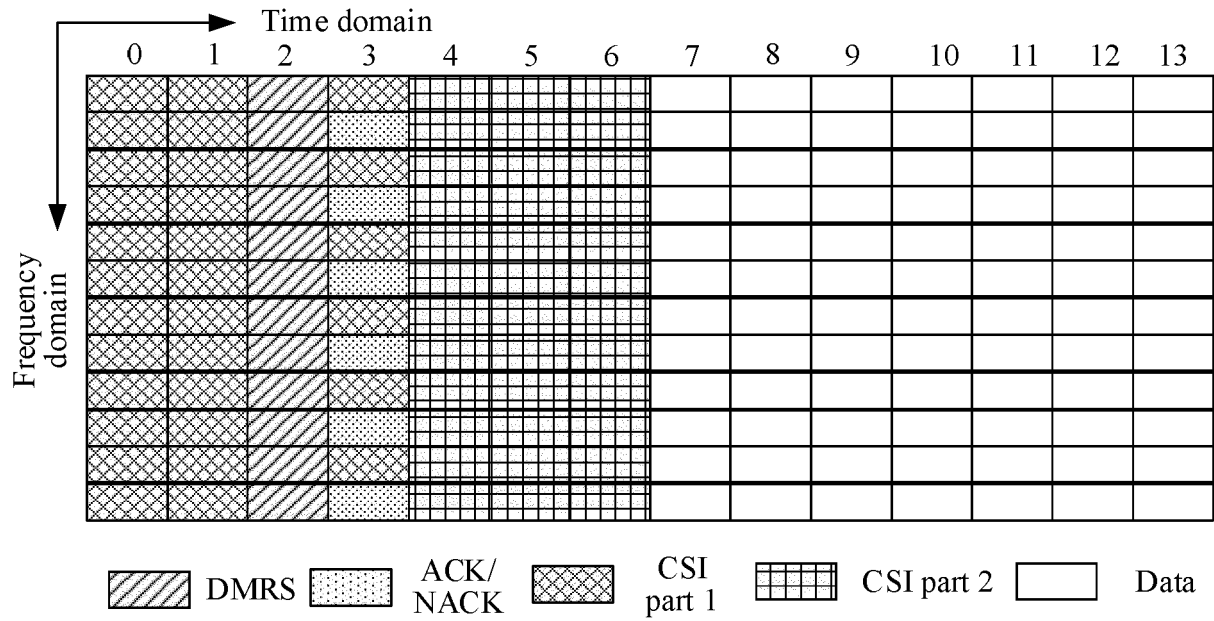 Time domain
0 1 2 3 4 5 6 7 8 9 10 11 12 13
Frequency
domain
DMRS
ACK/
NACK
CSI
part 1
CSI part 2
Data